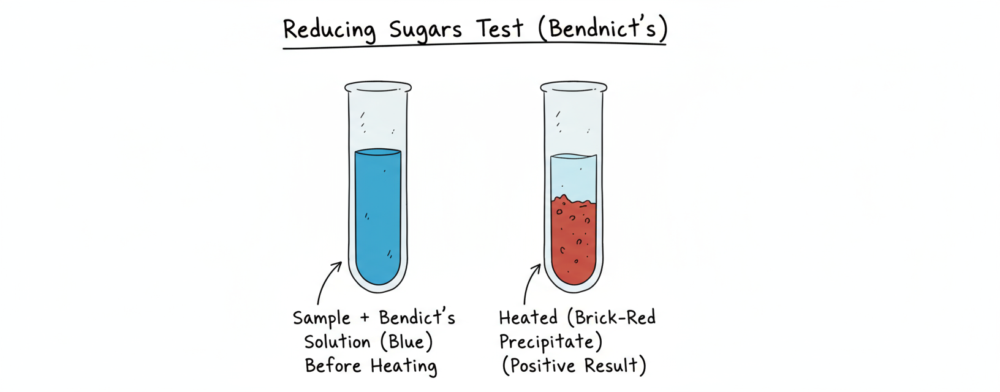 Reducing Sugars Test (Bendnict's)
Sample + Bendict's
Solution (Blue)
Before Heating
Heated (Brick-Red
Precipitate)
(Positive Result)